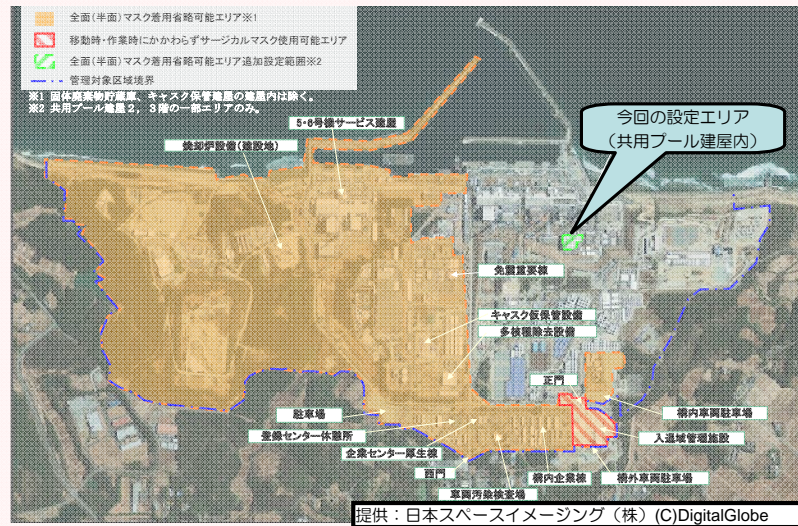 全面(半面)マスク着用省略可能エリア※1
移動時・作業時にかかわらずサージカルマスク使用可能エリア
全面(半面)マスク着用省略可能エリア追加設定範囲※2
管理対象区域境界
※1 固体廃棄物貯蔵庫、キャスク保管建屋の建屋内は除く。
※2 共用プール建屋2，3階の一部エリアのみ。
今回の設定エリア
（共用プール建屋内）
5・6号機サービス建屋
焼却炉設備(建設地)
免震重要棟
キャスク仮保管設備
多核種除去設備
正門
駐車場
構内車両駐車場
登録センター休憩所
入退域管理施設
企業センター厚生棟
西門
構内企業棟
構外車両駐車場
車両汚染検査場
提供：日本スペースイメージング（株）(C)DigitalGlobe